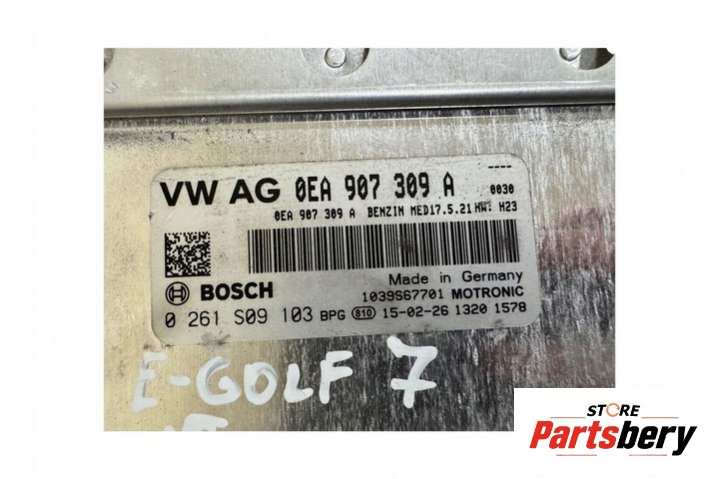 ----
VW AG 0EA 907 309 A 0030
0EA 907 309 A BENZIN MED17.5.21 HW: H23
BOSCH
Made in Germany
1039S67701 MOTRONIC
0 261 S09 103 BPG 810 15-02-26 1320 1578
E-GOLF 7
STORE
Partsbery